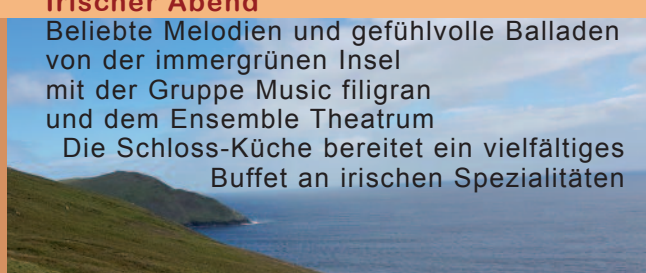 Irischer Abend
Beliebte Melodien und gefühlvolle Balladen
von der immergrünen Insel
mit der Gruppe Music filigran
und dem Ensemble Theatrum
Die Schloss-Küche bereitet ein vielfältiges
Buffet an irischen Spezialitäten